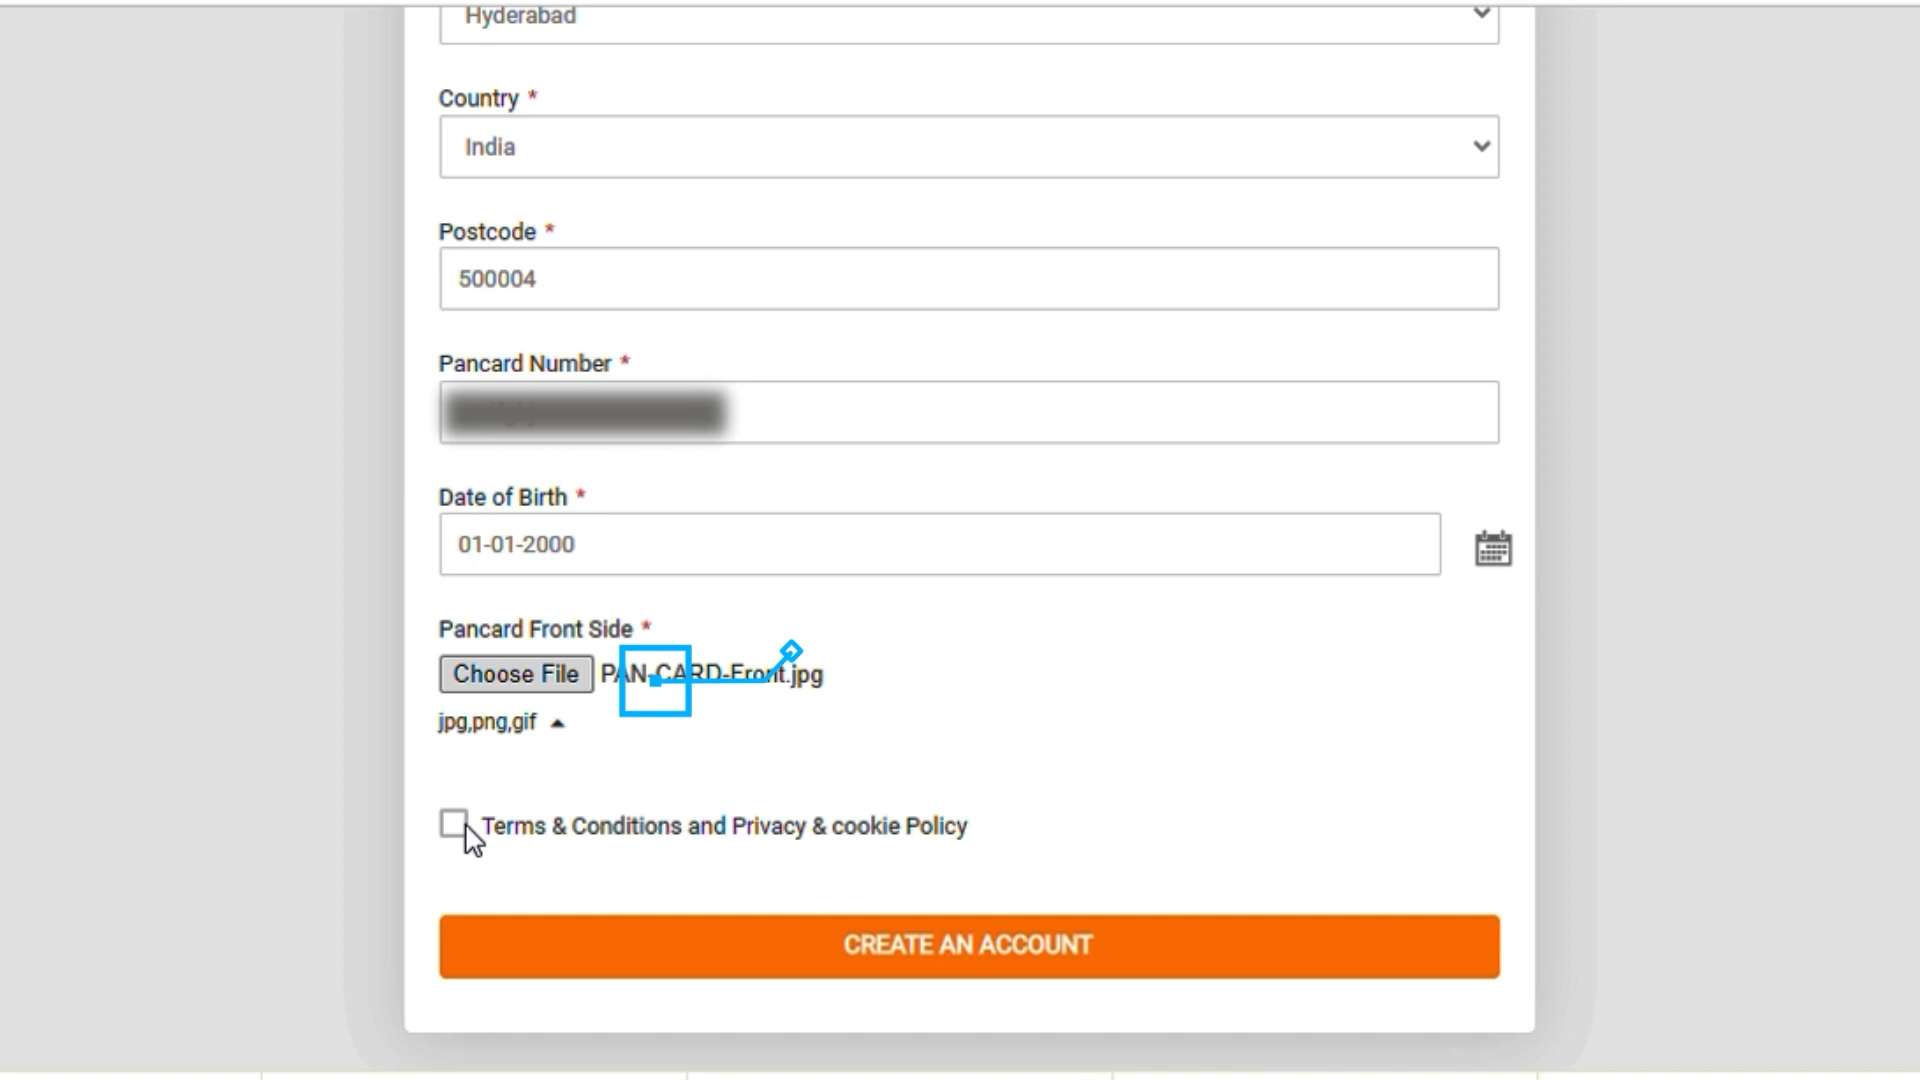 Hyderabad
Country *
India
Postcode *
500004
Pancard Number *
Date of Birth *
01-01-2000
Pancard Front Side *
Choose File PAN-CARD-Front.jpg
jpg,png,gif
Terms & Conditions and Privacy & cookie Policy
CREATE AN ACCOUNT